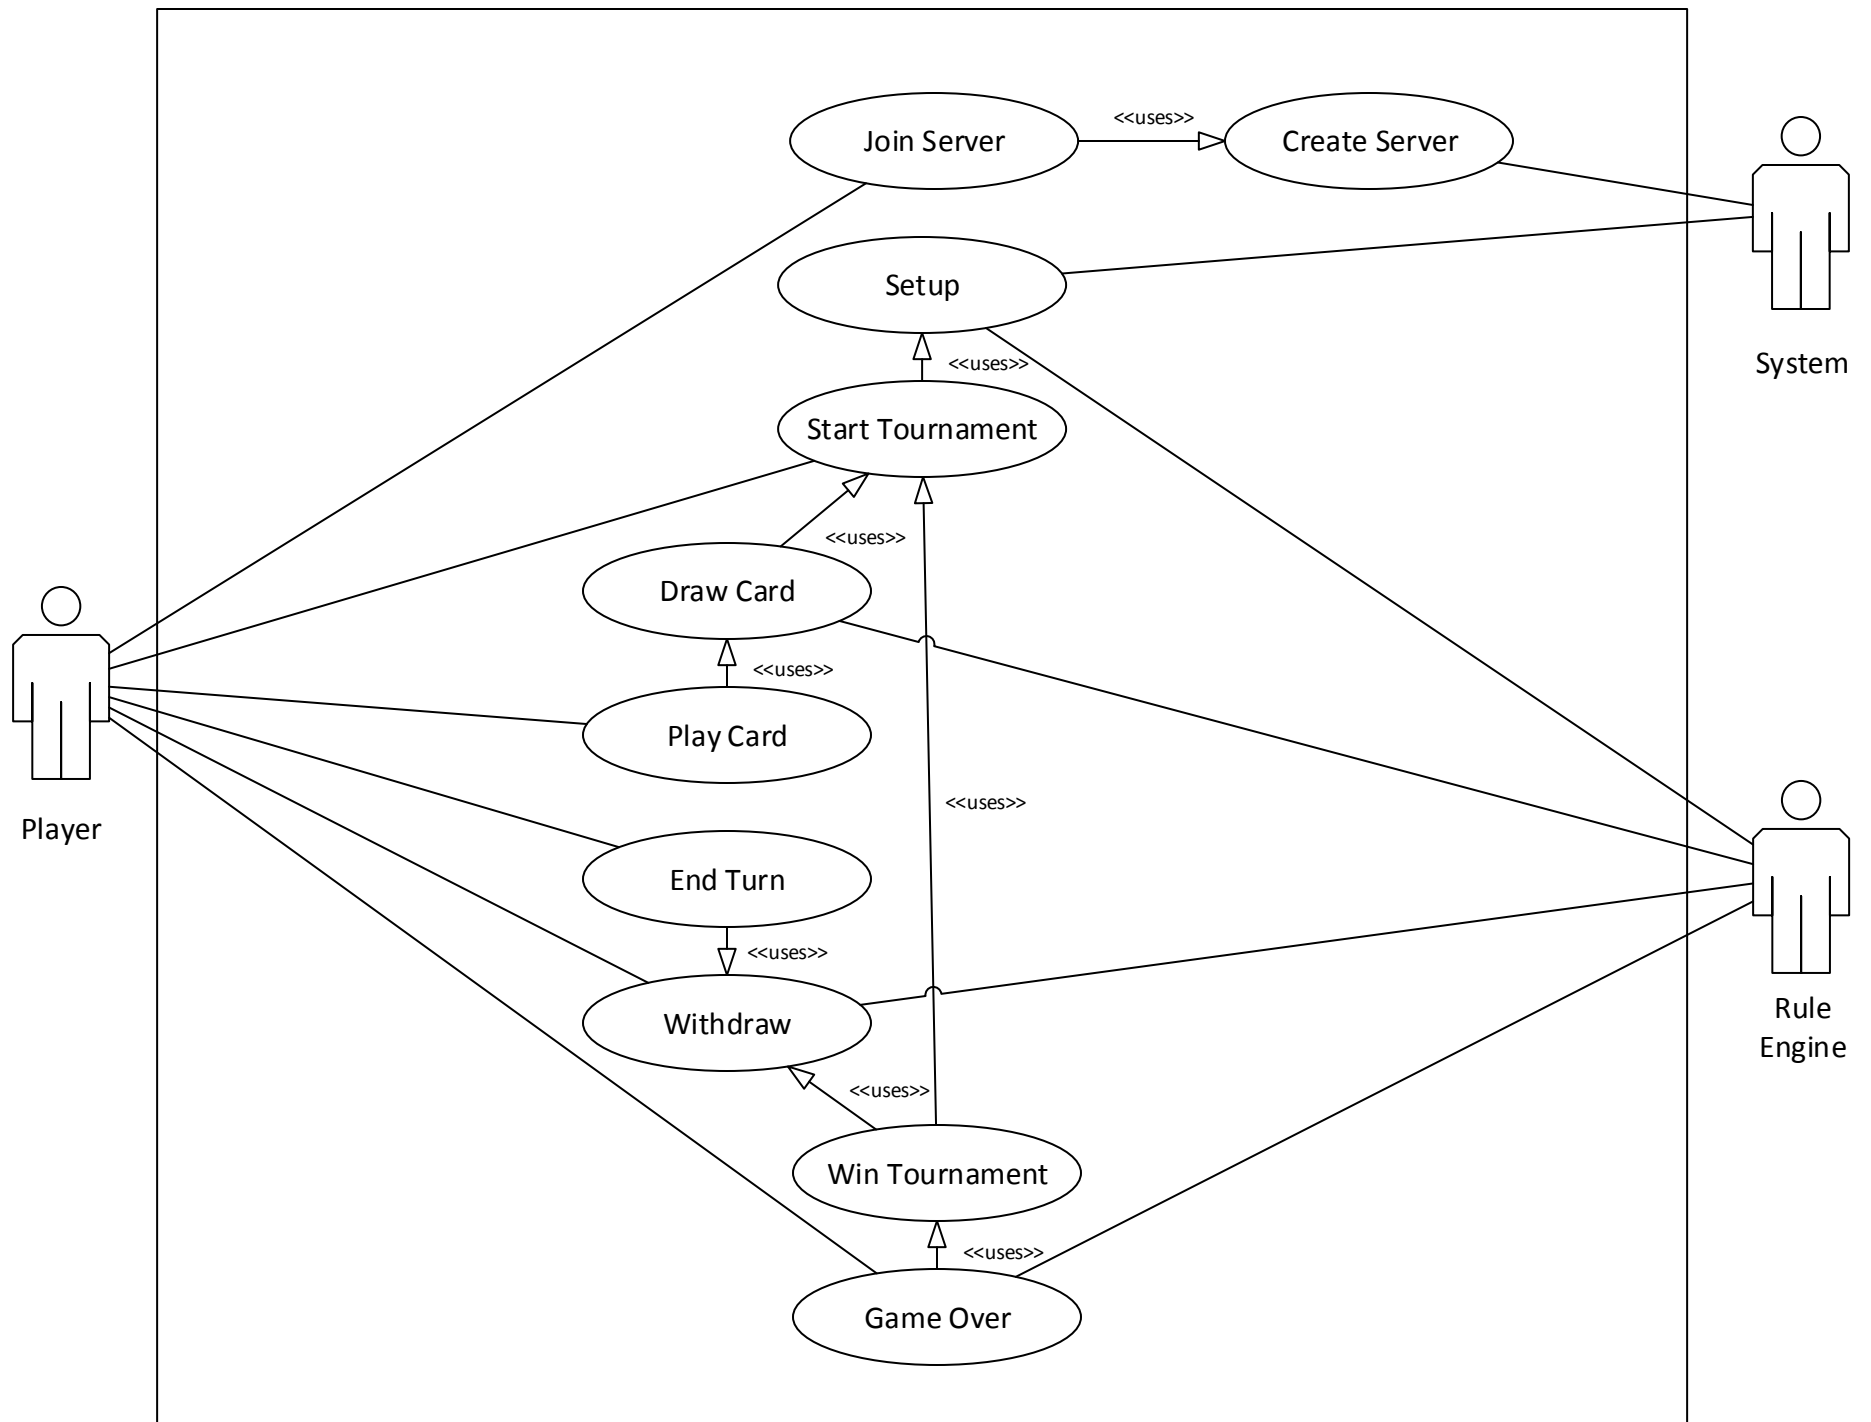 <<uses>>
Join Server
Create Server
Setup
<<uses>>
System
Start Tournament
<<uses>>
Draw Card
<<uses>>
Play Card
<<uses>>
Player
End Turn
<<uses>>
Rule
Engine
Withdraw
<<uses>>
Win Tournament
<<uses>>
Game Over